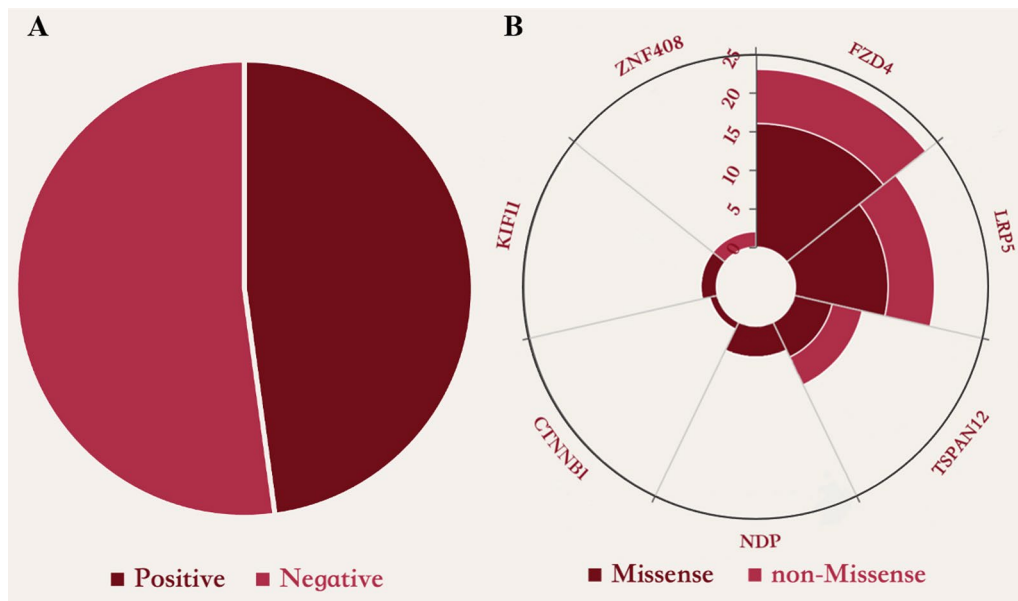 A
Positive
Negative
B
ZNF408
FZD4
25
20
15
10
5
0
KIF11
LRP5
CTNNB1
TSPAN12
NDP
Missense
non-Missense